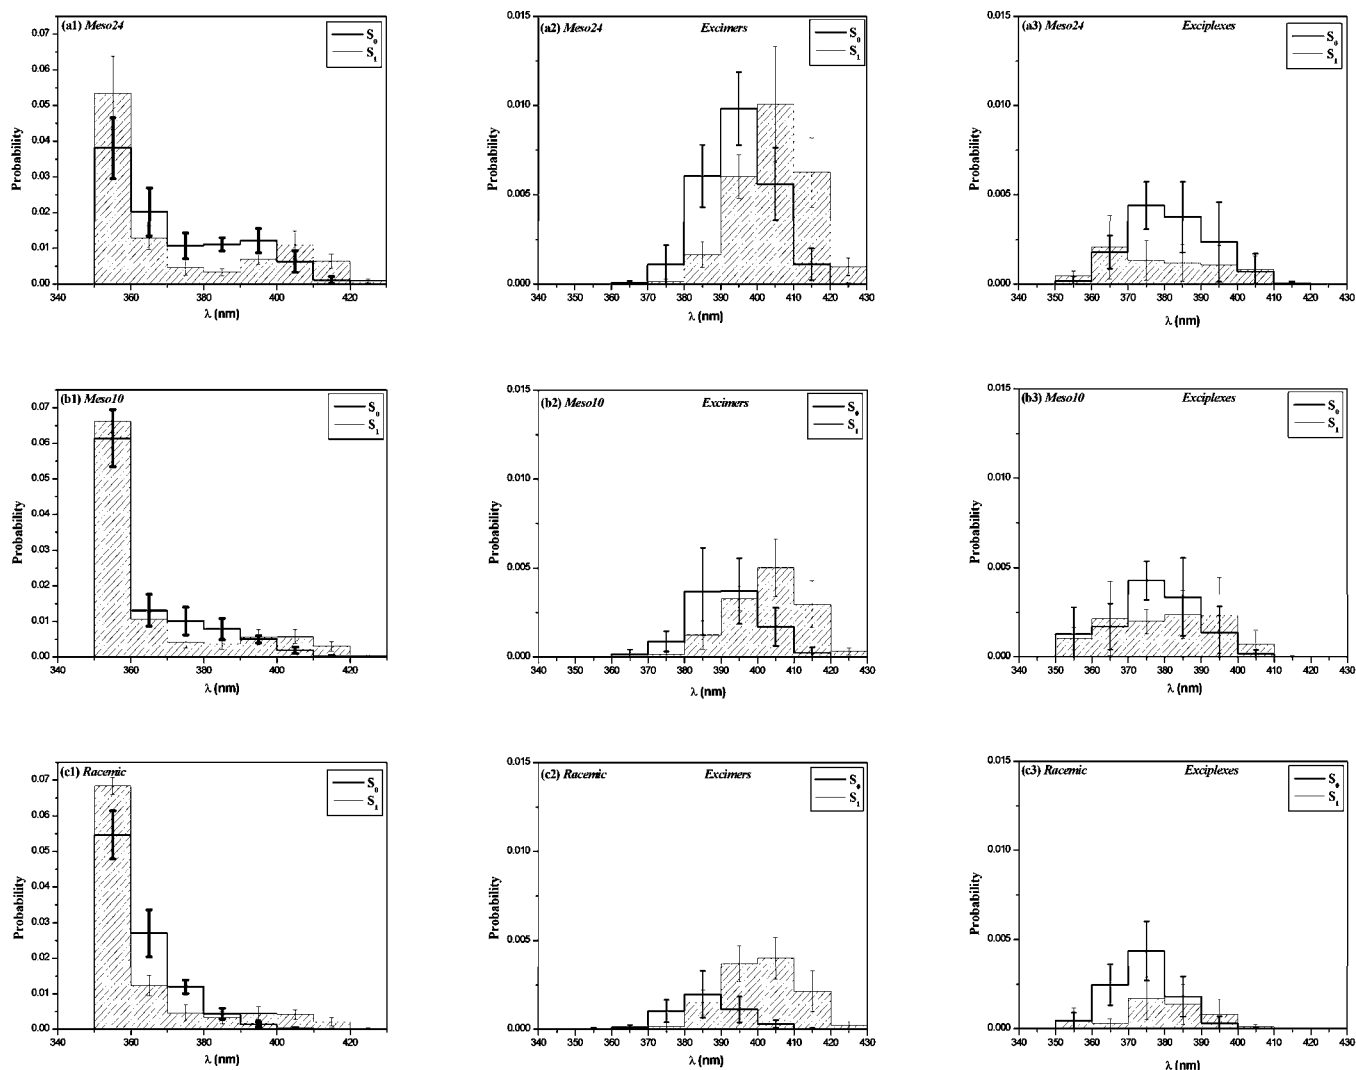 (a1) Meso24
S0
S1
0.07
0.06
0.05
0.04
0.03
0.02
0.01
0.00
Probability
340 360 380 400 420
λ (nm)
(a2) Meso24 Excimers
S0
S1
0.015
0.010
0.005
0.000
Probability
340 350 360 370 380 390 400 410 420 430
λ (nm)
(a3) Meso24 Exciplexes
S0
S1
0.015
0.010
0.005
0.000
Probability
340 350 360 370 380 390 400 410 420 430
λ (nm)
(b1) Meso10
S0
S1
0.07
0.06
0.05
0.04
0.03
0.02
0.01
0.00
Probability
340 360 380 400 420
λ (nm)
(b2) Meso10 Excimers
S0
S1
0.015
0.010
0.005
0.000
Probability
340 350 360 370 380 390 400 410 420 430
λ (nm)
(b3) Meso10 Exciplexes
S0
S1
0.015
0.010
0.005
0.000
Probability
340 350 360 370 380 390 400 410 420 430
λ (nm)
(c1) Racemic
S0
S1
0.07
0.06
0.05
0.04
0.03
0.02
0.01
0.00
Probability
340 360 380 400 420
λ (nm)
(c2) Racemic Excimers
S0
S1
0.015
0.010
0.005
0.000
Probability
340 350 360 370 380 390 400 410 420 430
λ (nm)
(c3) Racemic Exciplexes
S0
S1
0.015
0.010
0.005
0.000
Probability
340 350 360 370 380 390 400 410 420 430
λ (nm)